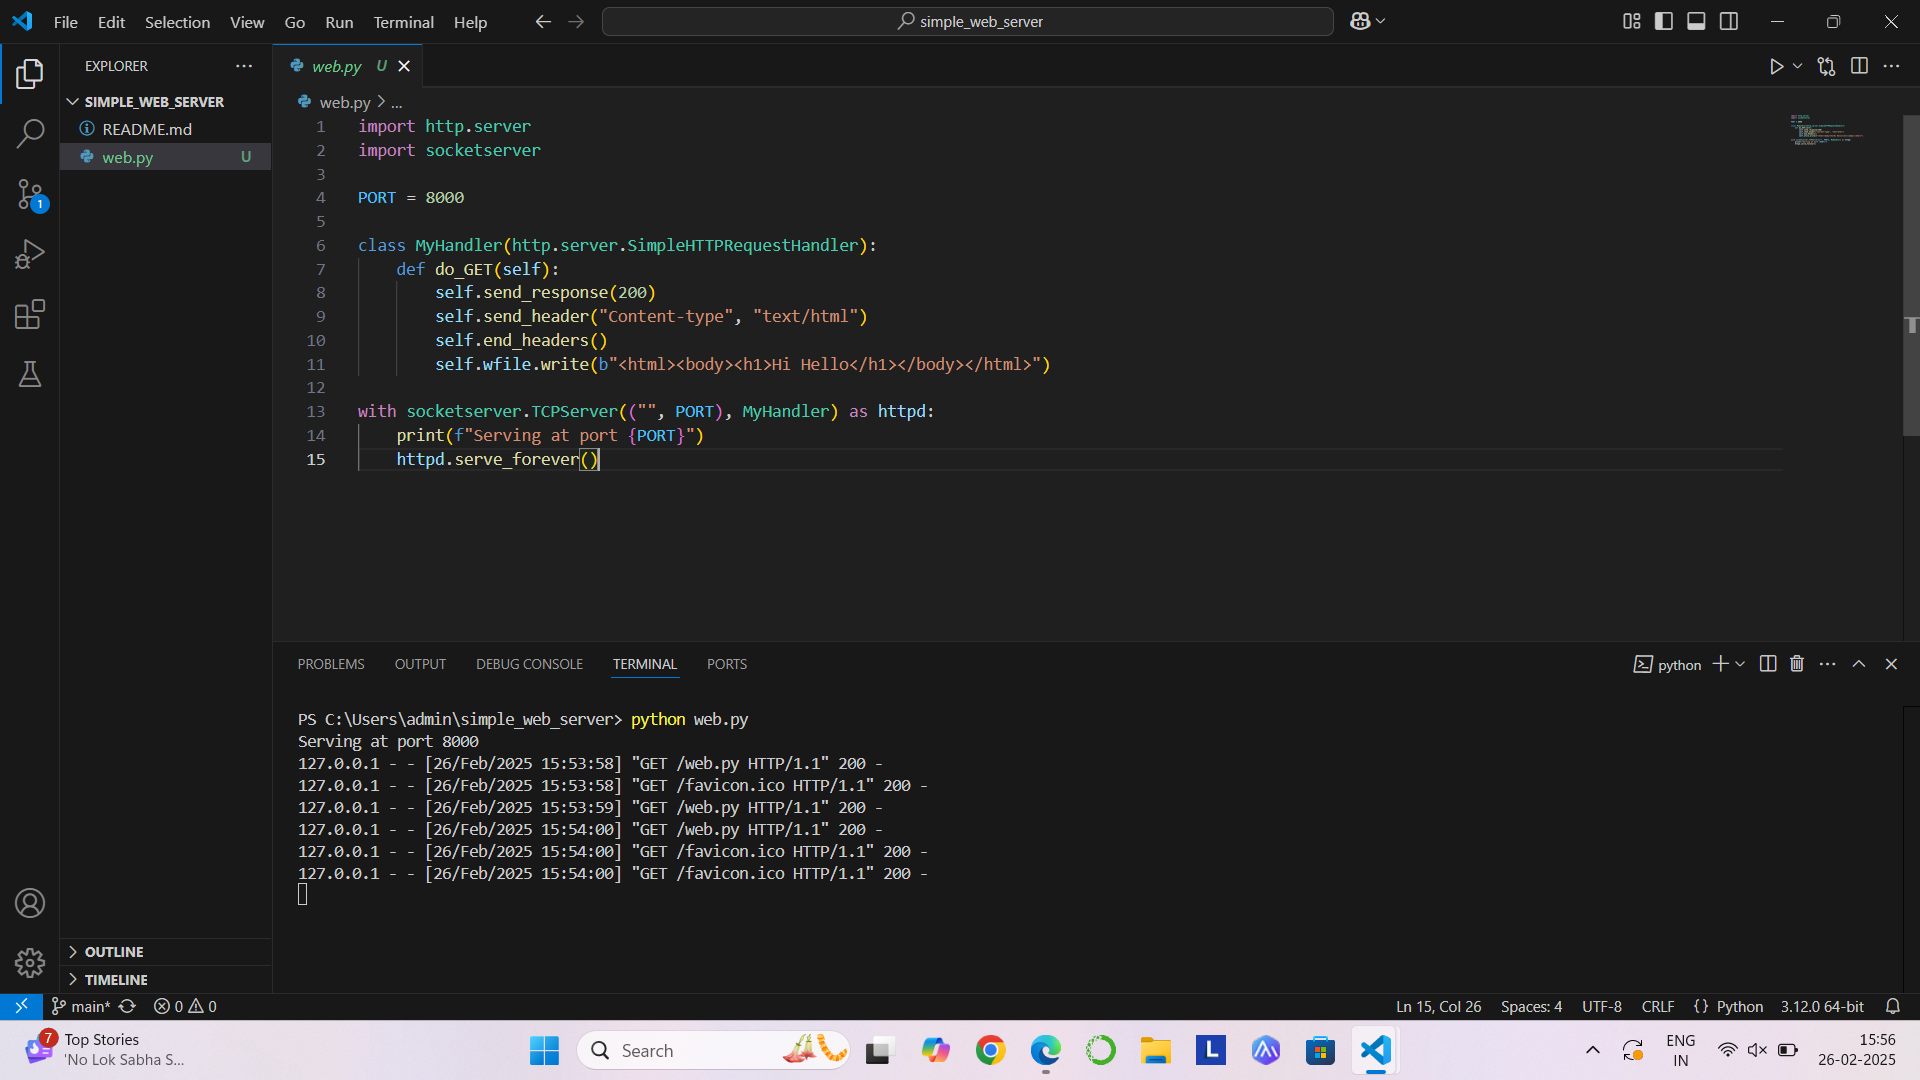 File Edit Selection View Go Run Terminal Help
simple_web_server
EXPLORER
SIMPLE_WEB_SERVER
README.md
web.py U
1
OUTLINE
TIMELINE
web.py U
web.py > ...
1 import http.server
2 import socketserver
3
4 PORT = 8000
5
6 class MyHandler(http.server.SimpleHTTPRequestHandler):
7 def do_GET(self):
8 self.send_response(200)
9 self.send_header("Content-type", "text/html")
10 self.end_headers()
11 self.wfile.write(b"<html><body><h1>Hi Hello</h1></body></html>")
12
13 with socketserver.TCPServer(("", PORT), MyHandler) as httpd:
14 print(f"Serving at port {PORT}")
15 httpd.serve_forever()
PROBLEMS OUTPUT DEBUG CONSOLE TERMINAL PORTS
python
PS C:\Users\admin\simple_web_server> python web.py
Serving at port 8000
127.0.0.1 - - [26/Feb/2025 15:53:58] "GET /web.py HTTP/1.1" 200 -
127.0.0.1 - - [26/Feb/2025 15:53:58] "GET /favicon.ico HTTP/1.1" 200 -
127.0.0.1 - - [26/Feb/2025 15:53:59] "GET /web.py HTTP/1.1" 200 -
127.0.0.1 - - [26/Feb/2025 15:54:00] "GET /web.py HTTP/1.1" 200 -
127.0.0.1 - - [26/Feb/2025 15:54:00] "GET /favicon.ico HTTP/1.1" 200 -
127.0.0.1 - - [26/Feb/2025 15:54:00] "GET /favicon.ico HTTP/1.1" 200 -
main* 0 0
Ln 15, Col 26 Spaces: 4 UTF-8 CRLF {} Python 3.12.0 64-bit
7
Top Stories
'No Lok Sabha S...
Search
L
ENG
IN
15:56
26-02-2025